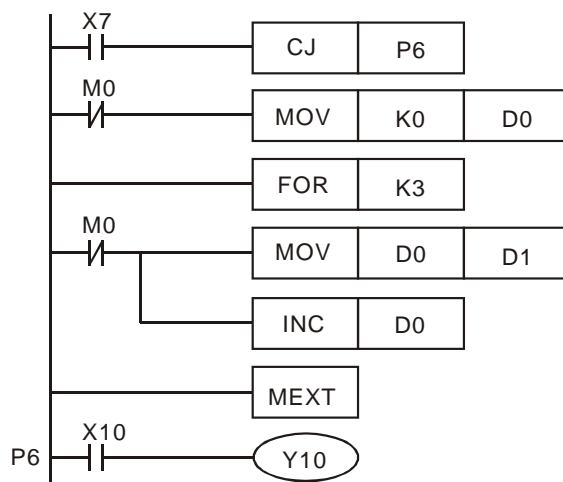 X7
CJ P6
M0
MOV K0 D0
FOR K3
M0
MOV D0 D1
INC D0
MEXT
X10
P6 Y10